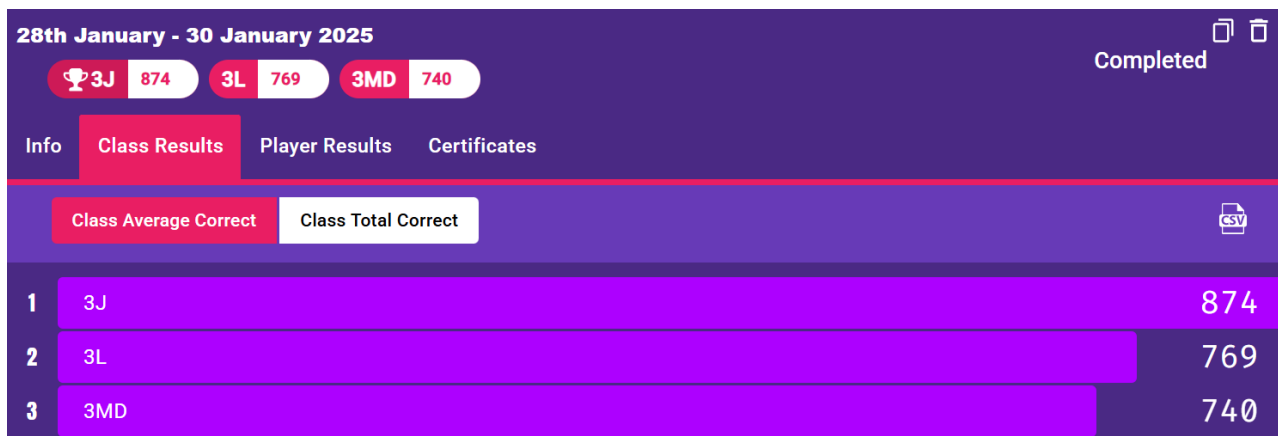 28th January - 30 January 2025
Completed
3J 874 3L 769 3MD 740
Info Class Results Player Results Certificates
Class Average Correct Class Total Correct
CSV
1 3J 874
2 3L 769
3 3MD 740